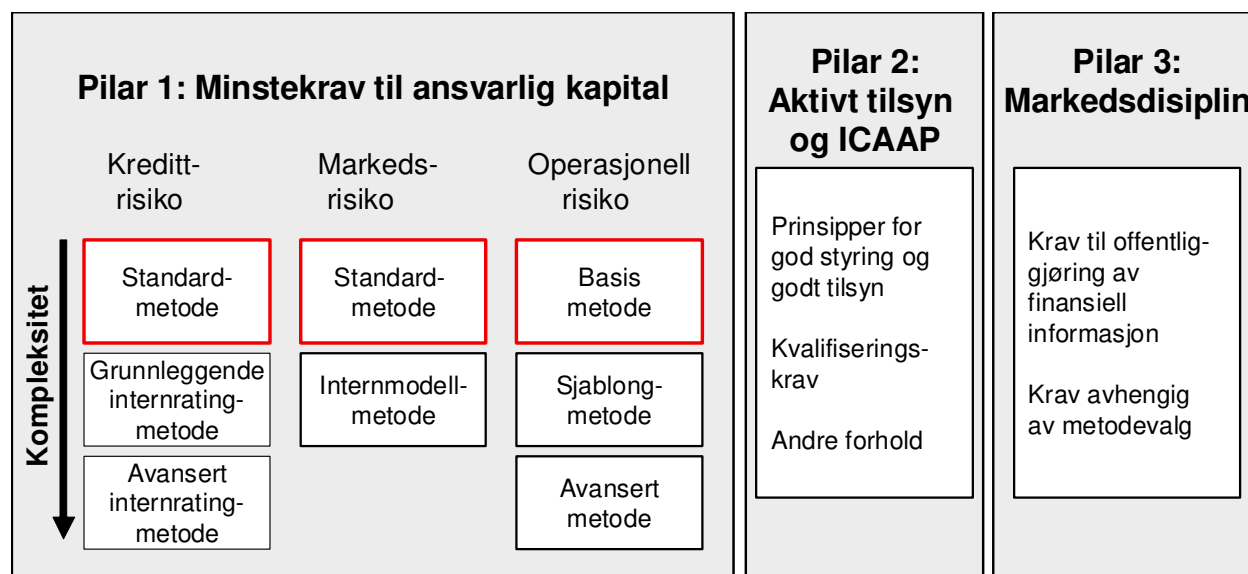 Pilar 1: Minstekrav til ansvarlig kapital
Kreditt-
risiko
Markeds-
risiko
Operasjonell
risiko
Kompleksitet
Standard-
metode
Standard-
metode
Basis
metode
Grunnleggende
internrating-
metode
Internmodell-
metode
Sjablong-
metode
Avansert
internrating-
metode
Avansert
metode
Pilar 2:
Aktivt tilsyn
og ICAAP
Prinsipper for
god styring og
godt tilsyn
Kvalifiserings-
krav
Andre forhold
Pilar 3:
Markedsdisiplin
Krav til offentlig-
gjøring av
finansiell
informasjon
Krav avhengig
av metodevalg